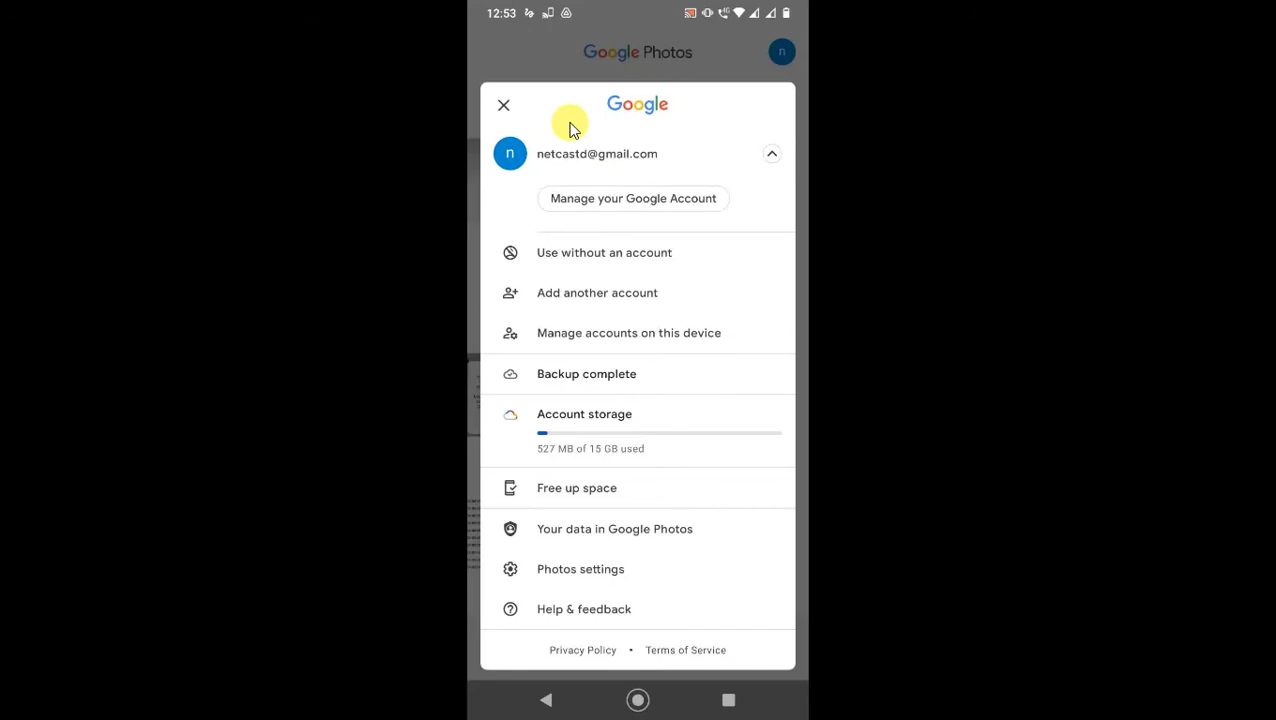 12:53
Google Photos
n
Google
n
netcastd@gmail.com
Manage your Google Account
Use without an account
Add another account
Manage accounts on this device
Backup complete
Account storage
527 MB of 15 GB used
Free up space
Your data in Google Photos
Photos settings
Help & feedback
Privacy Policy • Terms of Service